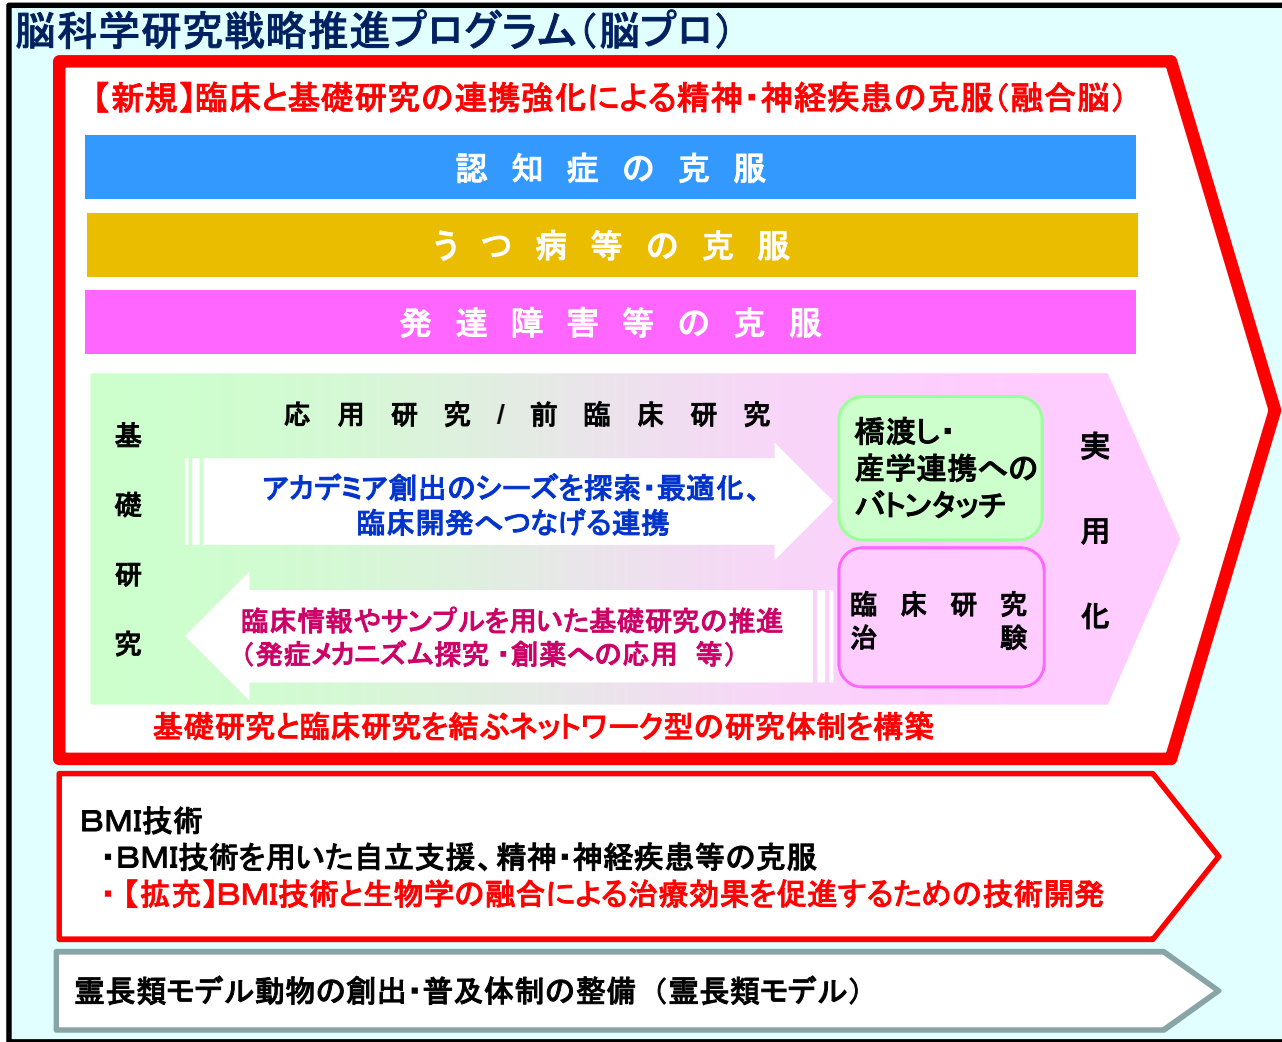 脳科学研究戦略推進プログラム（脳プロ）
【新規】臨床と基礎研究の連携強化による精神・神経疾患の克服（融合脳）
認知症の克服
うつ病等の克服
発達障害等の克服
基礎研究
応用研究/前臨床研究
アカデミア創出のシーズを探索・最適化、
臨床開発へつなげる連携
橋渡し・
産学連携への
バトンタッチ
臨床情報やサンプルを用いた基礎研究の推進
（発症メカニズム探究・創薬への応用　等）
臨床研究
治験
実用化
基礎研究と臨床研究を結ぶネットワーク型の研究体制を構築
ＢＭＩ技術
・ＢＭＩ技術を用いた自立支援、精神・神経疾患等の克服
・【拡充】ＢＭＩ技術と生物学の融合による治療効果を促進するための技術開発
霊長類モデル動物の創出・普及体制の整備 （霊長類モデル）